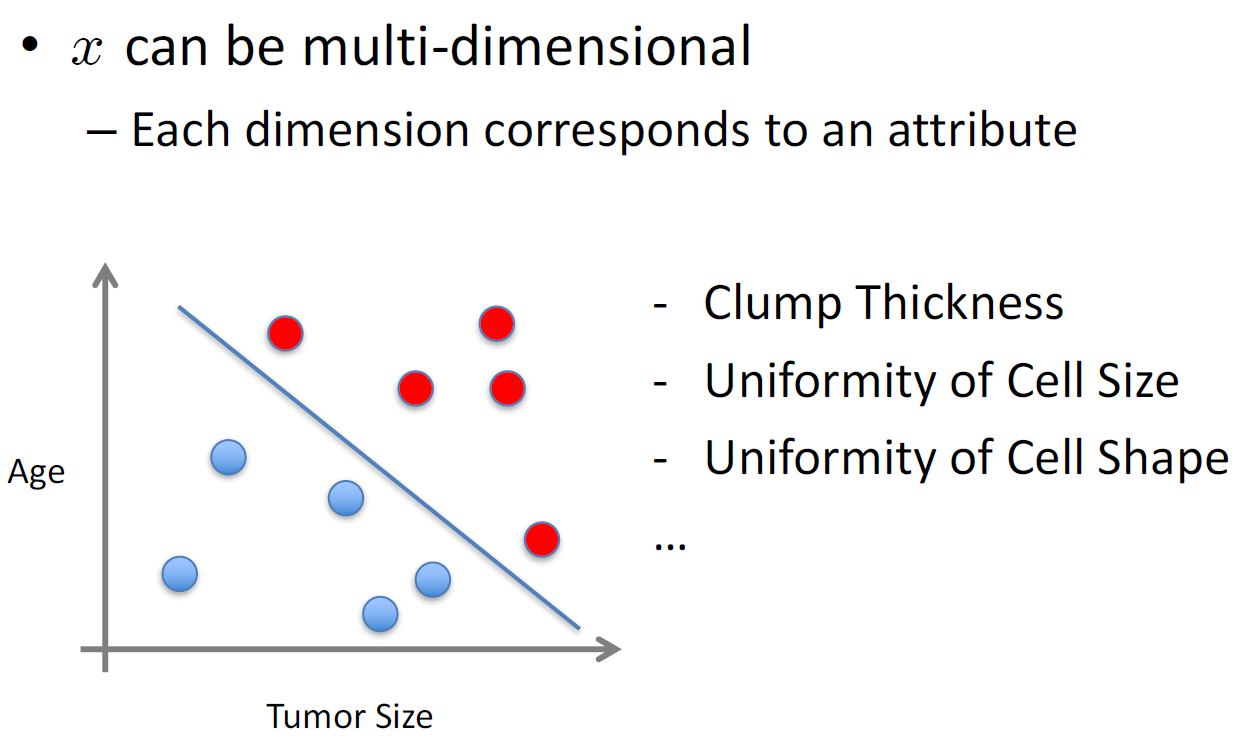 • x can be multi-dimensional
– Each dimension corresponds to an attribute
- Clump Thickness
- Uniformity of Cell Size
- Uniformity of Cell Shape
...
Age
Tumor Size